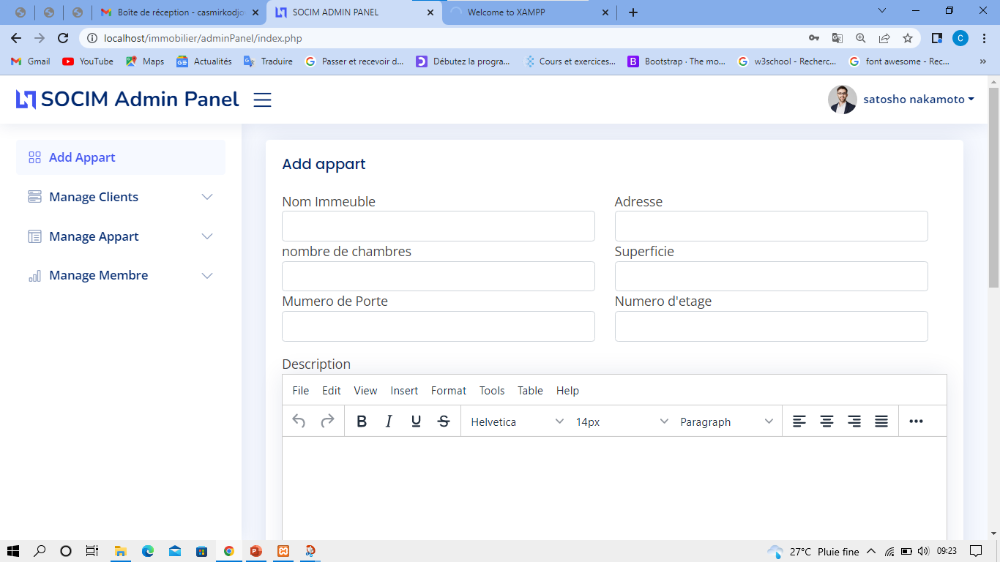 Boîte de réception - casmirkodjo
SOCIM ADMIN PANEL
Welcome to XAMPP
localhost/immobilier/adminPanel/index.php
C
Gmail
YouTube
Maps
Actualités
Traduire
Passer et recevoir d...
Débutez la progra...
Cours et exercices...
Bootstrap · The mo...
w3school - Recherc...
font awesome - Rec...
»
SOCIM Admin Panel
satosho nakamoto
Add Appart
Manage Clients
Manage Appart
Manage Membre
Add appart
Nom Immeuble
Adresse
nombre de chambres
Superficie
Mumero de Porte
Numero d'etage
Description
File Edit View Insert Format Tools Table Help
B I U S Helvetica 14px Paragraph
27°C Pluie fine
09:23